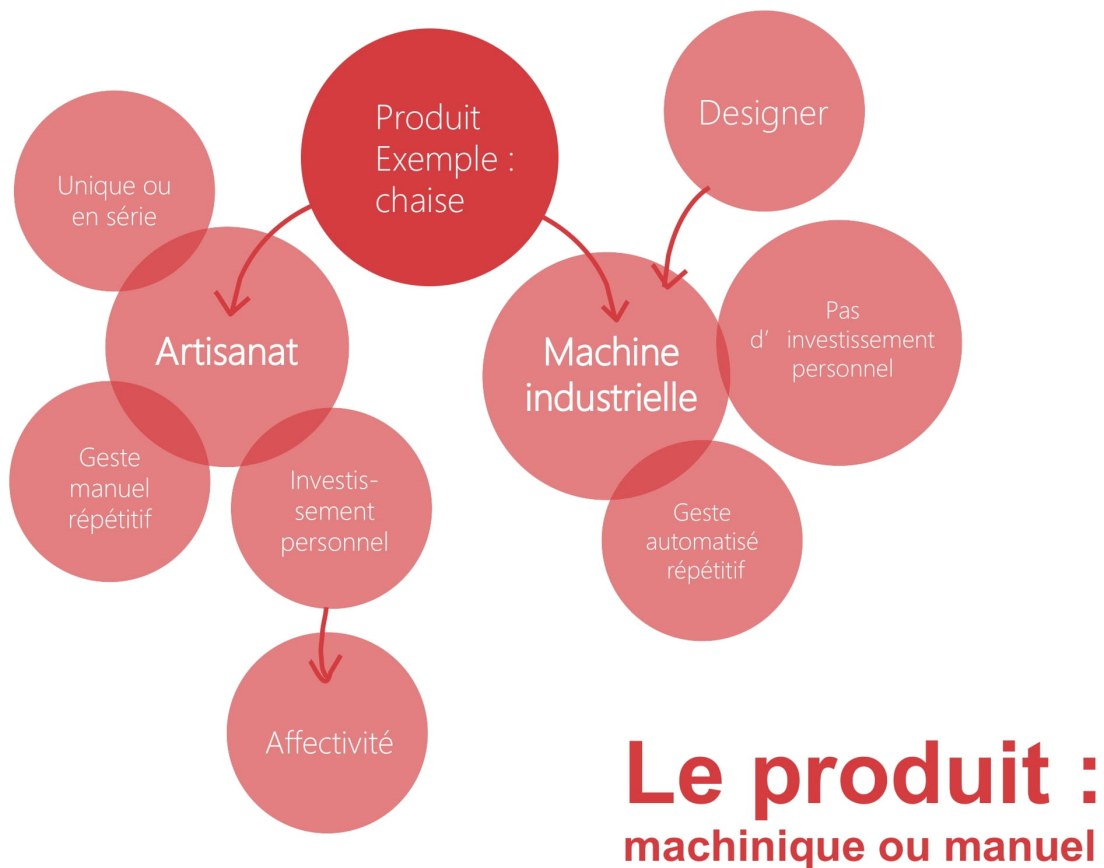 Produit
Exemple :
chaise
Designer
Unique ou
en série
Artisanat
Machine
industrielle
Pas
d’ investissement
personnel
Geste
manuel
répétitif
Investis-
sement
personnel
Geste
automatisé
répétitif
Affectivité
Le produit :
machinique ou manuel